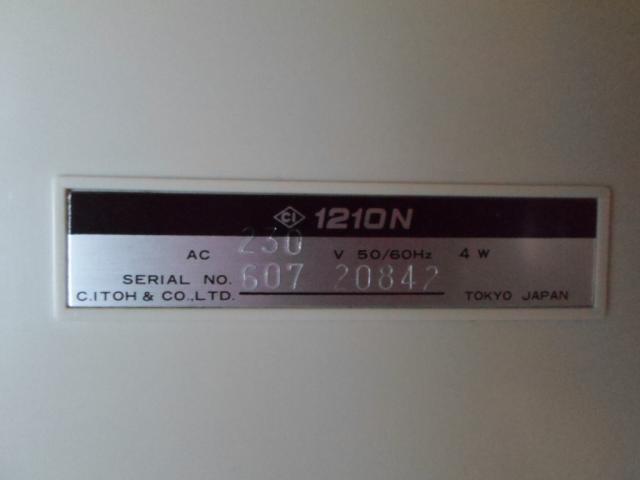 CI 1210N
AC 230 V 50/60Hz 4 W
SERIAL NO. 607 20842
C.ITOH & CO.,LTD. TOKYO JAPAN